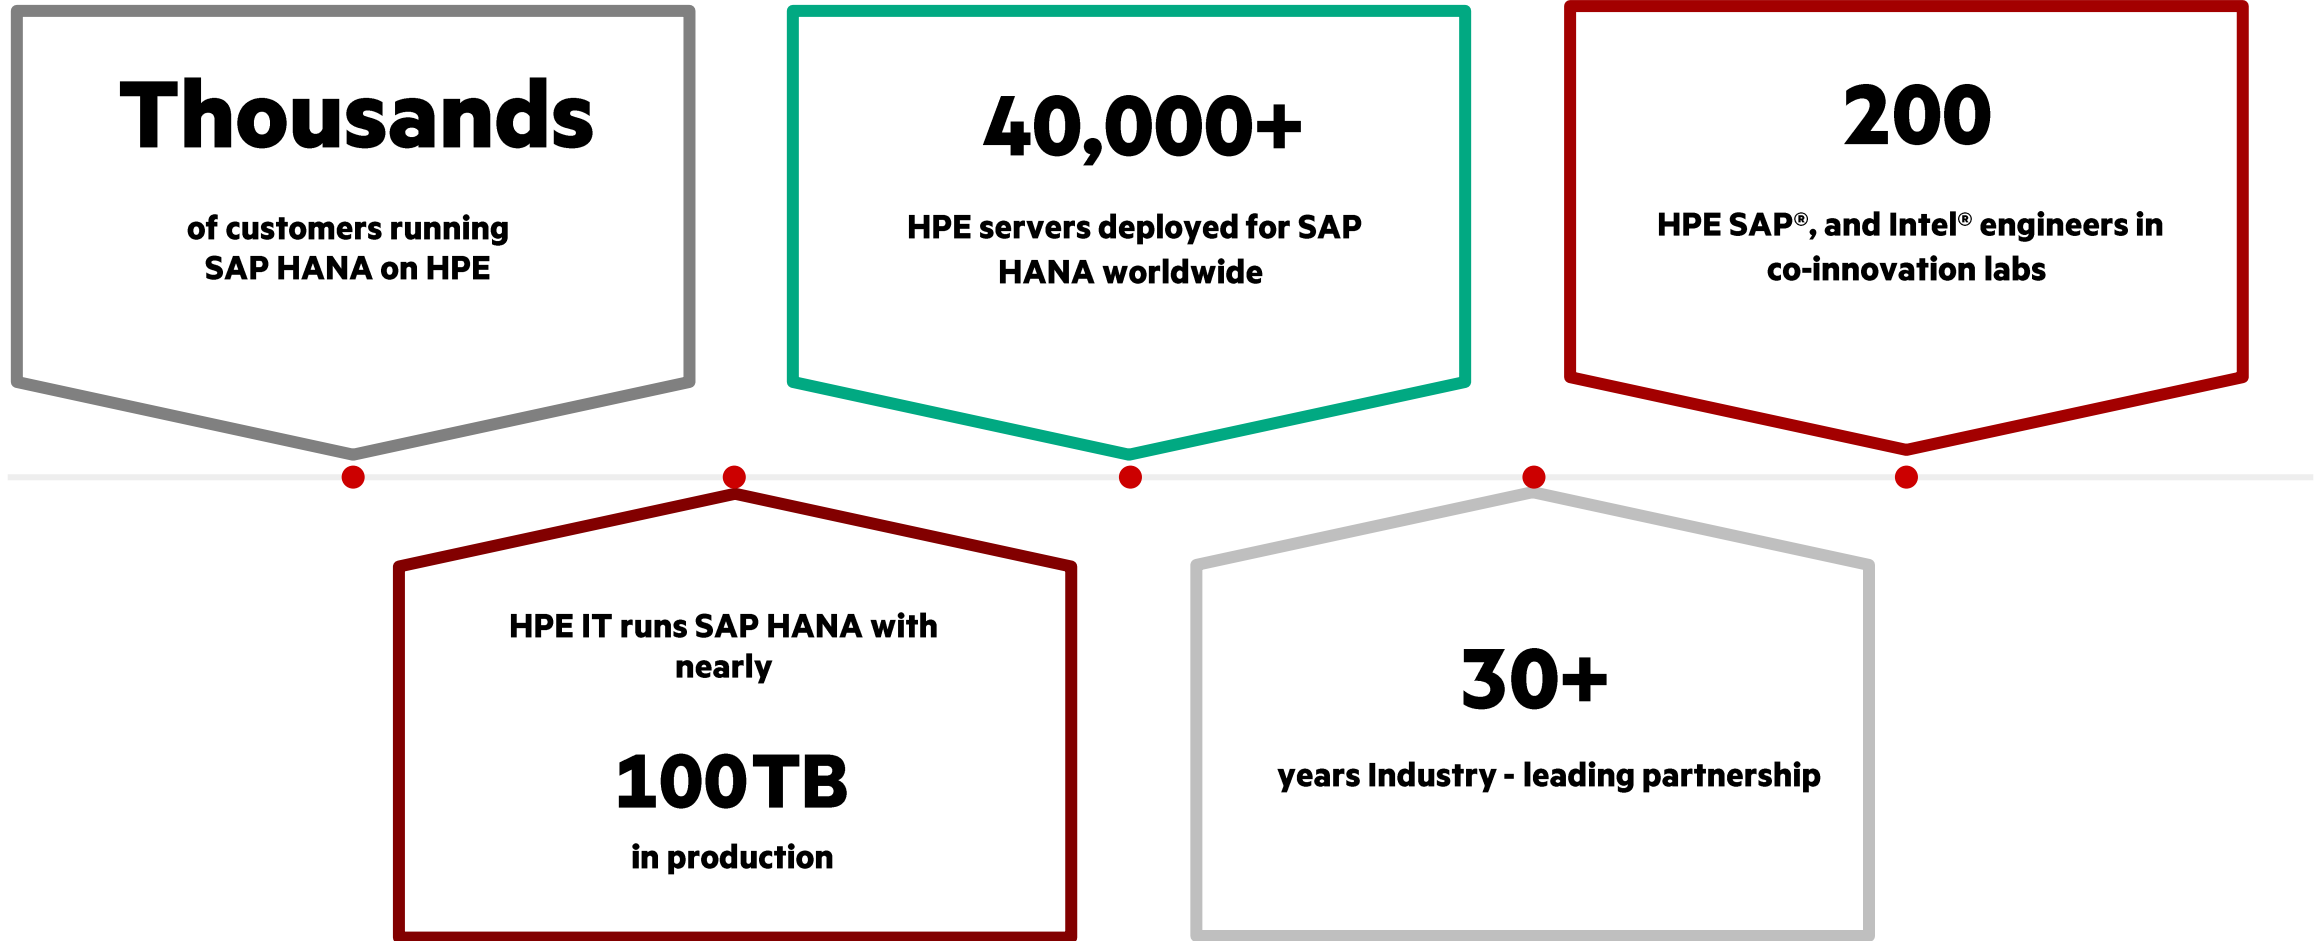 Thousands
of customers running
SAP HANA on HPE
40,000+
HPE servers deployed for SAP
HANA worldwide
200
HPE SAP®, and Intel® engineers in
co-innovation labs
HPE IT runs SAP HANA with
nearly
100TB
in production
30+
years Industry - leading partnership